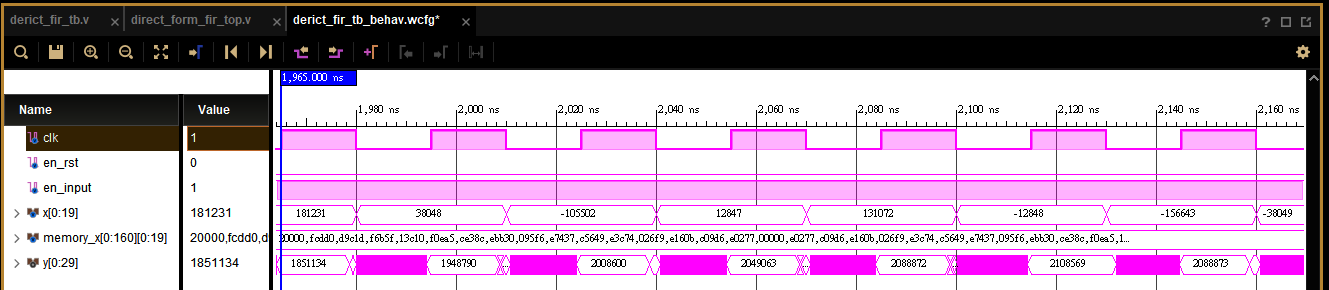 derict_fir_tb.v × direct_form_fir_top.v × derict_fir_tb_behav.wcfg* ×
?
1,965.000 ns
Name Value
1,980 ns 2,000 ns 2,020 ns 2,040 ns 2,060 ns 2,080 ns 2,100 ns 2,120 ns 2,140 ns 2,160 ns
clk 1
en_rst 0
en_input 1
x[0:19] 181231 181231 38048 -105502 12847 131072 -12848 -156643 -38049
memory_x[0:160][0:19] 20000,fcdd0,d9 20000,fcdd0,d9c1d,f6b5f,13c10,f0ea5,ce38c,ebb30,095f6,e7437,c5649,e3c74,026f9,e160b,c09d6,e0277,00000,e0277,c09d6,e160b,026f9,e3c74,c5649,e7437,095f6,ebb30,ce38c,f0ea5,1...
y[0:29] 1851134 1851134 1948790 2008600 2049063 2088872 2108569 2088873